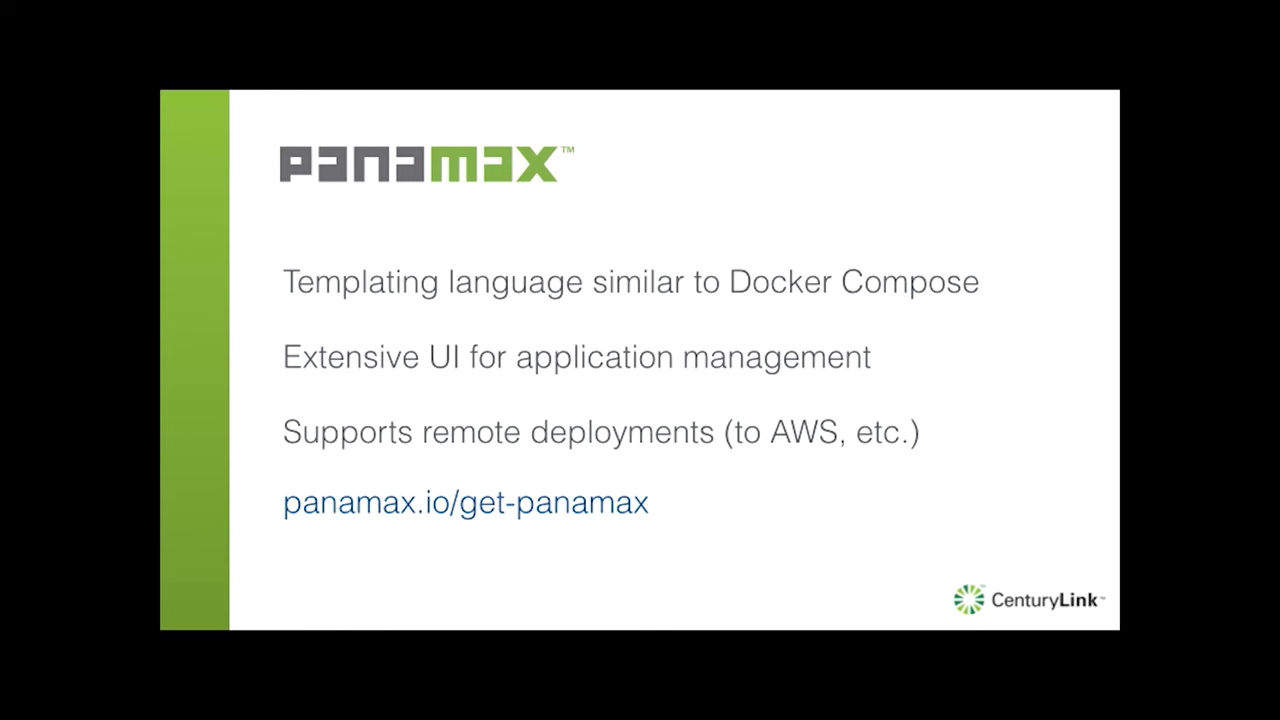 panamax™
Templating language similar to Docker Compose
Extensive UI for application management
Supports remote deployments (to AWS, etc.)
panamax.io/get-panamax
CenturyLink™